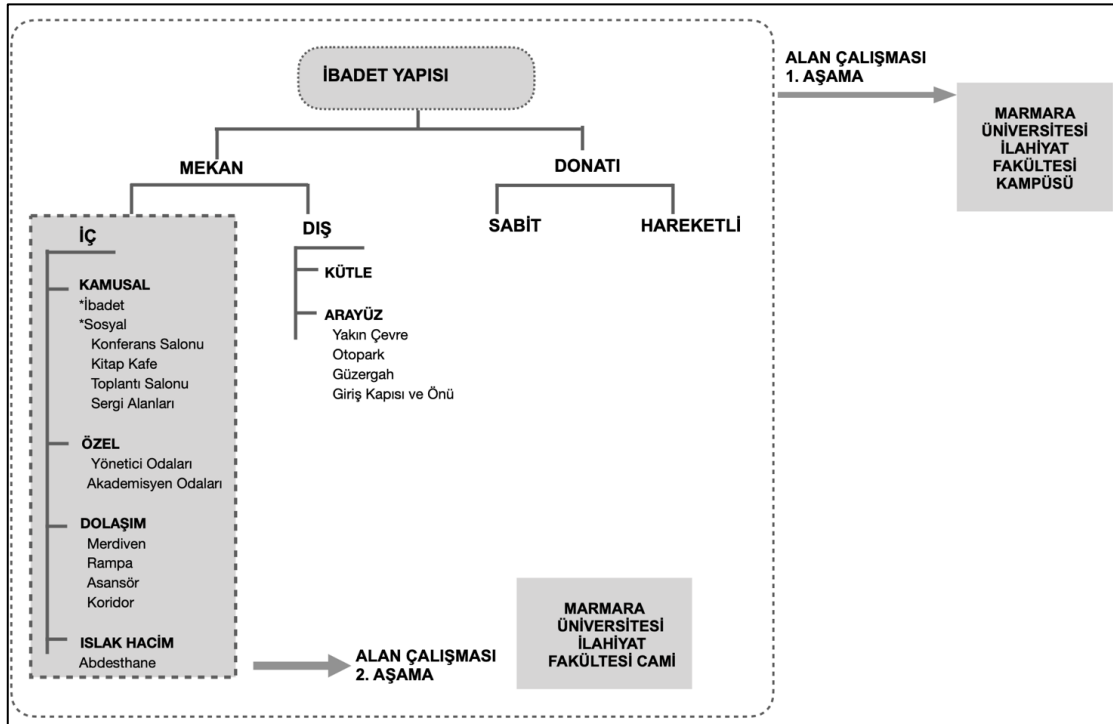 İBADET YAPISI
MEKAN
DONATI
İÇ
DIŞ
SABİT
HAREKETLİ
KAMUSAL
*İbadet
*Sosyal
Konferans Salonu
Kitap Kafe
Toplantı Salonu
Sergi Alanları
ÖZEL
Yönetici Odaları
Akademisyen Odaları
DOLAŞIM
Merdiven
Rampa
Asansör
Koridor
ISLAK HACİM
Abdesthane
KÜTLE
ARAYÜZ
Yakın Çevre
Otopark
Güzergah
Giriş Kapısı ve Önü
ALAN ÇALIŞMASI
2. AŞAMA
MARMARA
ÜNİVERSİTESİ
İLAHİYAT
FAKÜLTESİ CAMİ
ALAN ÇALIŞMASI
1. AŞAMA
MARMARA
ÜNİVERSİTESİ
İLAHİYAT
FAKÜLTESİ
KAMPÜSÜ